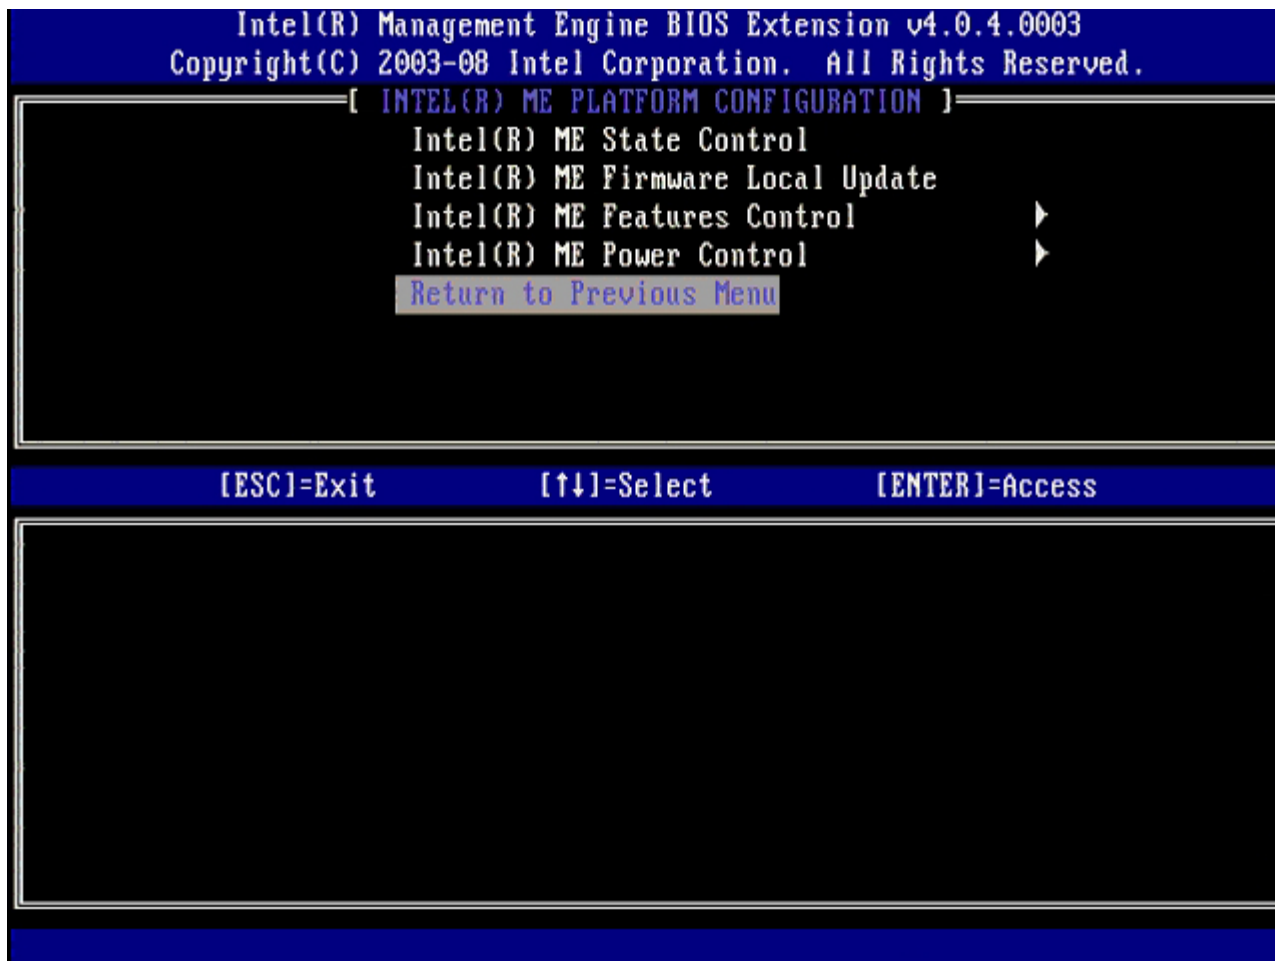 Intel(R) Management Engine BIOS Extension v4.0.4.0003
Copyright(C) 2003-08 Intel Corporation. All Rights Reserved.
[ INTEL(R) ME PLATFORM CONFIGURATION ]
Intel(R) ME State Control
Intel(R) ME Firmware Local Update
Intel(R) ME Features Control
Intel(R) ME Power Control
Return to Previous Menu
[ESC]=Exit [↑↓]=Select [ENTER]=Access